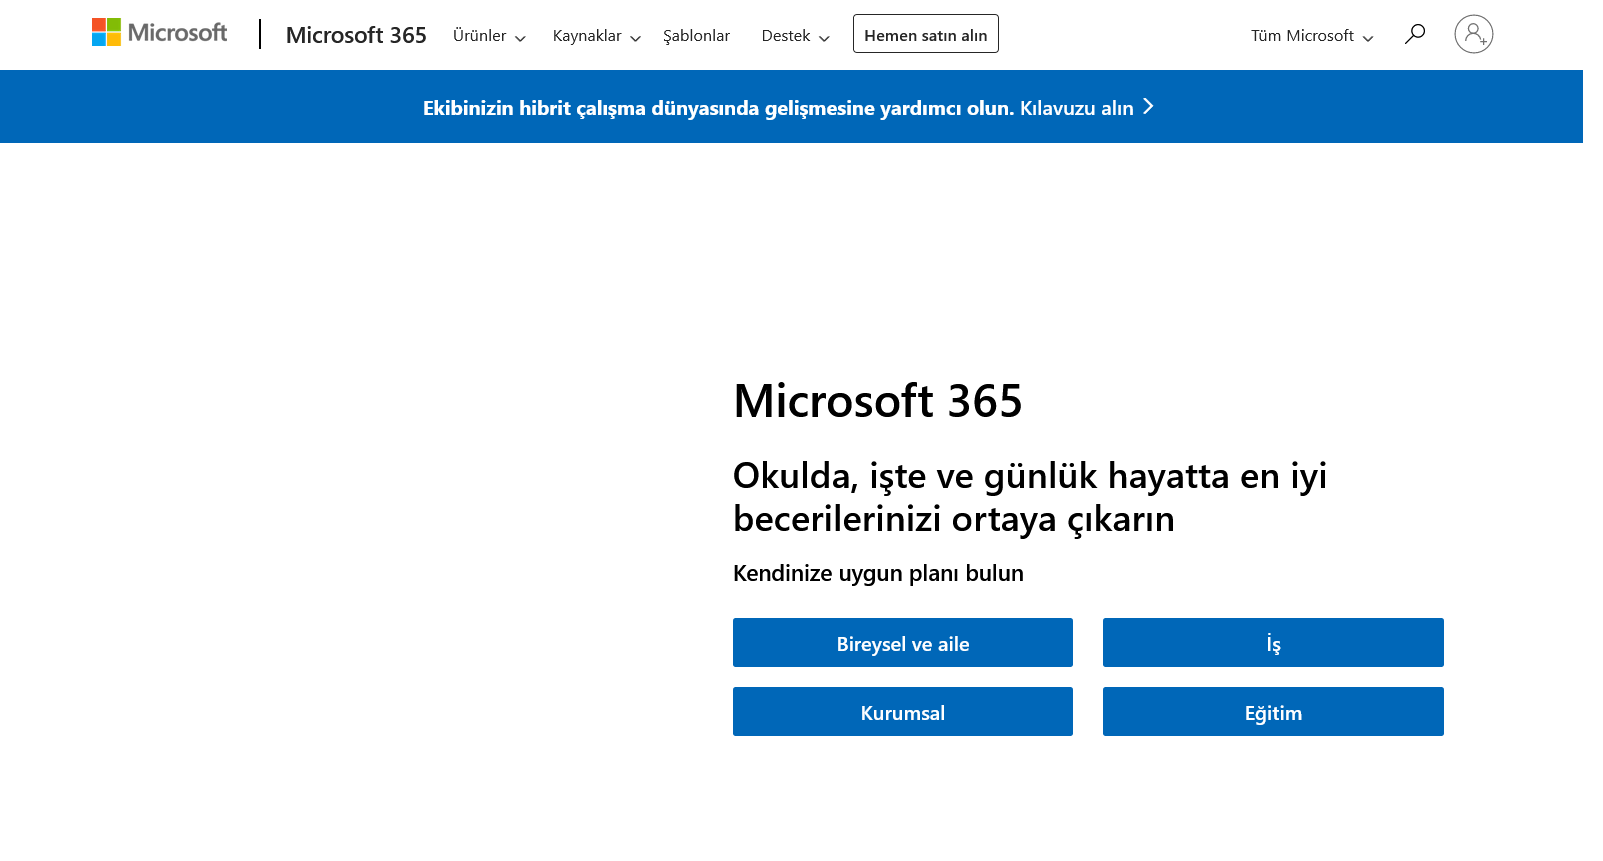 Microsoft
Microsoft 365
Ürünler
Kaynaklar
Şablonlar
Destek
Hemen satın alın
Tüm Microsoft
Ekibinizin hibrit çalışma dünyasında gelişmesine yardımcı olun. Kılavuzu alın
Microsoft 365
Okulda, işte ve günlük hayatta en iyi
becerilerinizi ortaya çıkarın
Kendinize uygun planı bulun
Bireysel ve aile
İş
Kurumsal
Eğitim